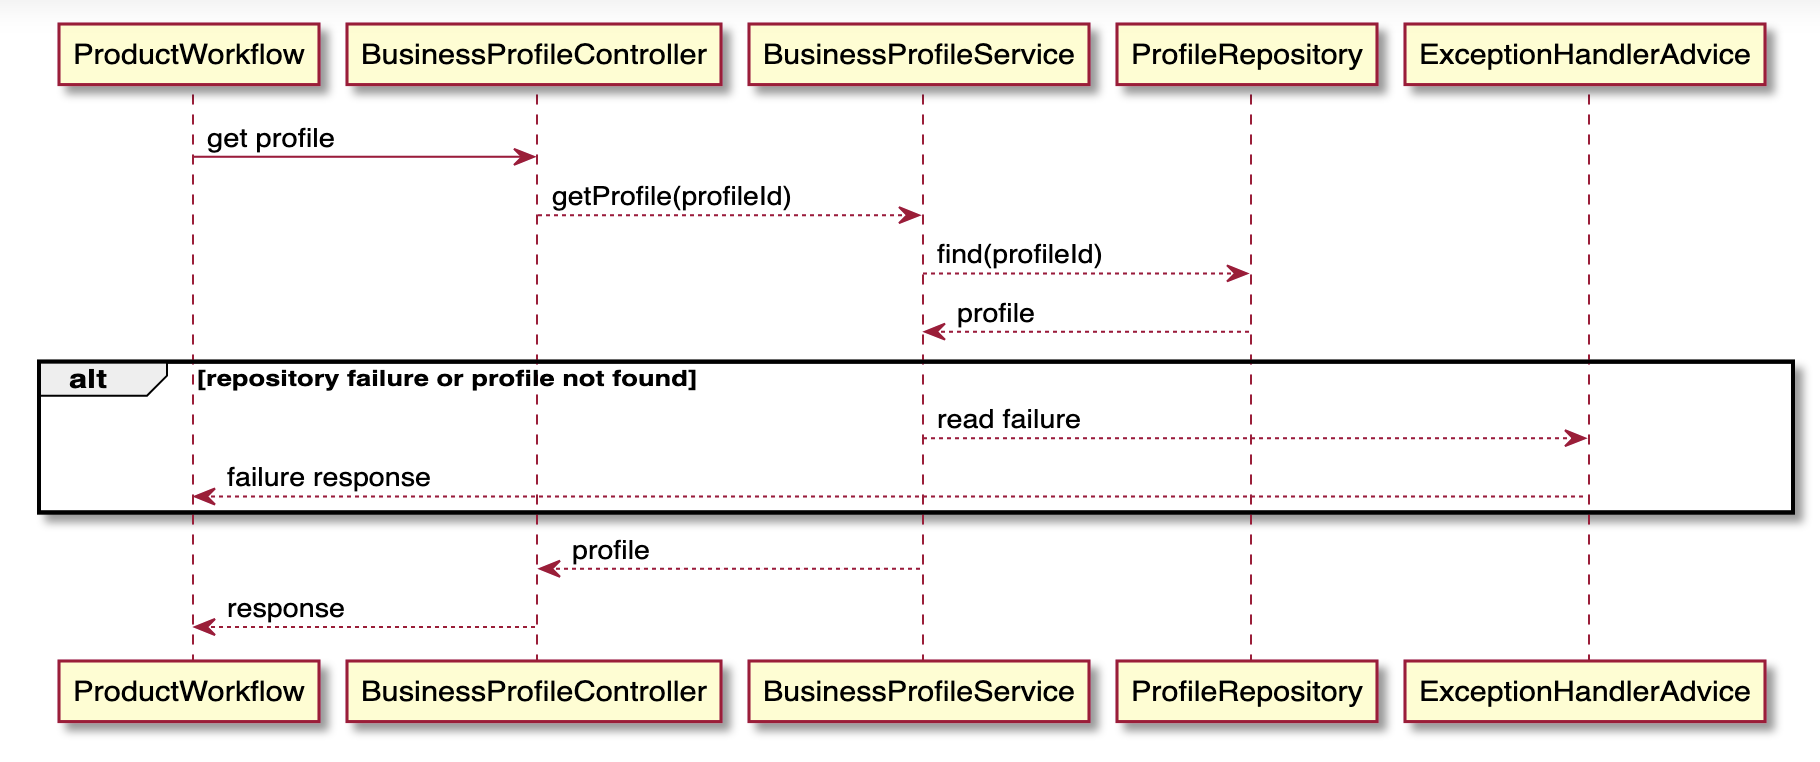 ProductWorkflow
BusinessProfileController
BusinessProfileService
ProfileRepository
ExceptionHandlerAdvice
get profile
getProfile(profileId)
find(profileId)
profile
alt
[repository failure or profile not found]
read failure
failure response
profile
response
ProductWorkflow
BusinessProfileController
BusinessProfileService
ProfileRepository
ExceptionHandlerAdvice